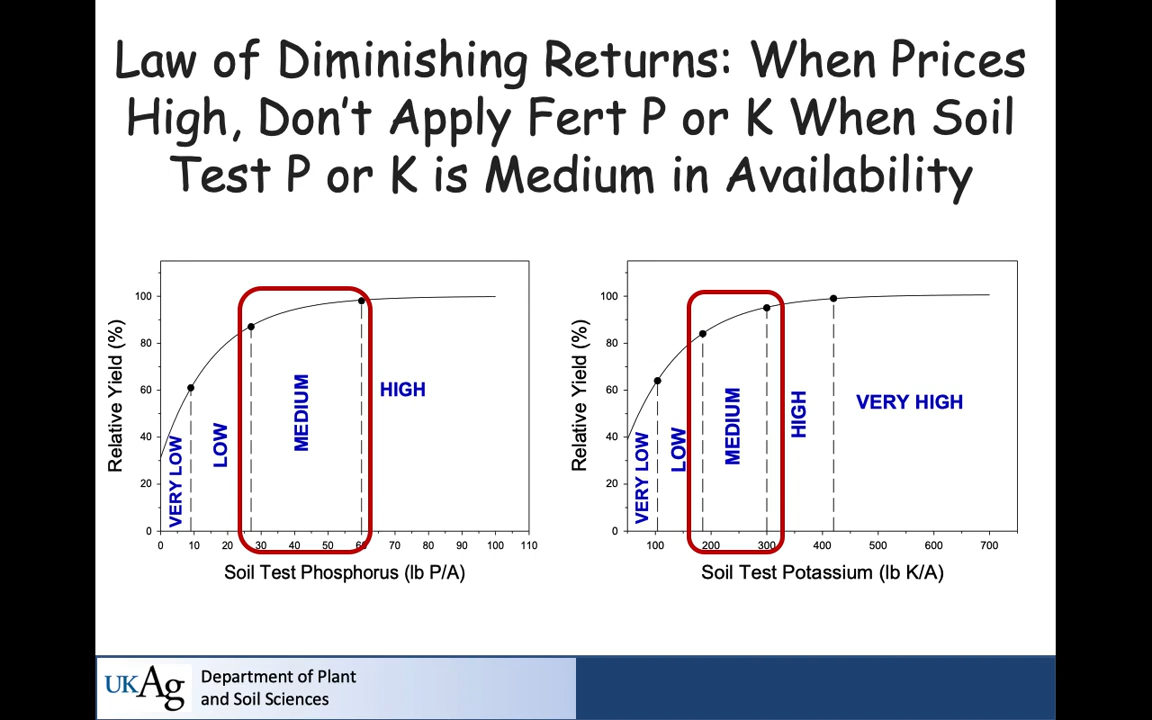 Law of Diminishing Returns: When Prices
High, Don't Apply Fert P or K When Soil
Test P or K is Medium in Availability
Relative Yield (%)
100
80
60
40
20
0
VERY LOW
LOW
MEDIUM
HIGH
0 10 20 30 40 50 60 70 80 90 100 110
Soil Test Phosphorus (lb P/A)
Relative Yield (%)
100
80
60
40
20
0
VERY LOW
LOW
MEDIUM
HIGH
VERY HIGH
100 200 300 400 500 600 700
Soil Test Potassium (lb K/A)
UKAg
Department of Plant
and Soil Sciences